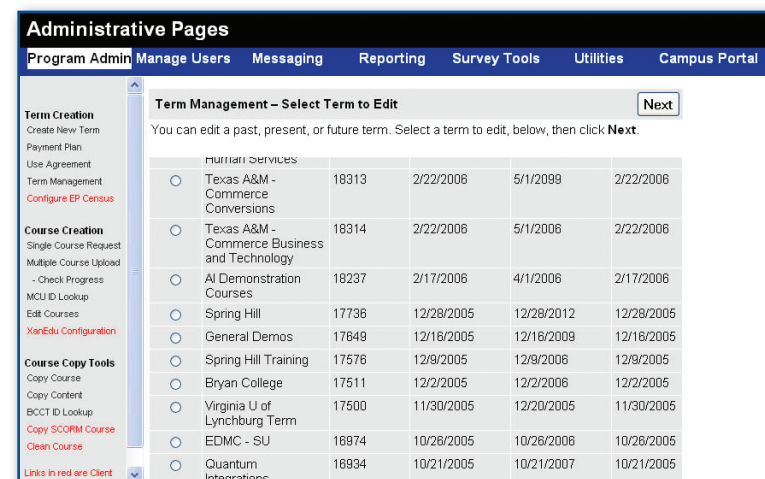 Administrative Pages
Program Admin Manage Users Messaging Reporting Survey Tools Utilities Campus Portal
Term Creation
Create New Term
Payment Plan
Use Agreement
Term Management
Configure EP Census
Course Creation
Single Course Request
Multiple Course Upload
- Check Progress
MCU ID Lookup
Edit Courses
XanEdu Configuration
Course Copy Tools
Copy Course
Copy Content
BCCT ID Lookup
Copy SCORM Course
Clean Course
Links in red are Client
Term Management – Select Term to Edit Next
You can edit a past, present, or future term. Select a term to edit, below, then click Next.
Human Services
Texas A&M - 18313 2/22/2006 5/1/2099 2/22/2006
Commerce
Conversions
Texas A&M - 18314 2/22/2006 5/1/2006 2/22/2006
Commerce Business
and Technology
AI Demonstration 18237 2/17/2006 4/1/2006 2/17/2006
Courses
Spring Hill 17736 12/28/2005 12/28/2012 12/28/2005
General Demos 17649 12/16/2005 12/16/2009 12/16/2005
Spring Hill Training 17576 12/9/2005 12/9/2006 12/9/2005
Bryan College 17511 12/2/2005 12/2/2006 12/2/2005
Virginia U of 17500 11/30/2005 12/20/2005 11/30/2005
Lynchburg Term
EDMC - SU 16974 10/26/2005 10/26/2006 10/26/2005
Quantum 16934 10/21/2005 10/21/2007 10/21/2005
Integrations